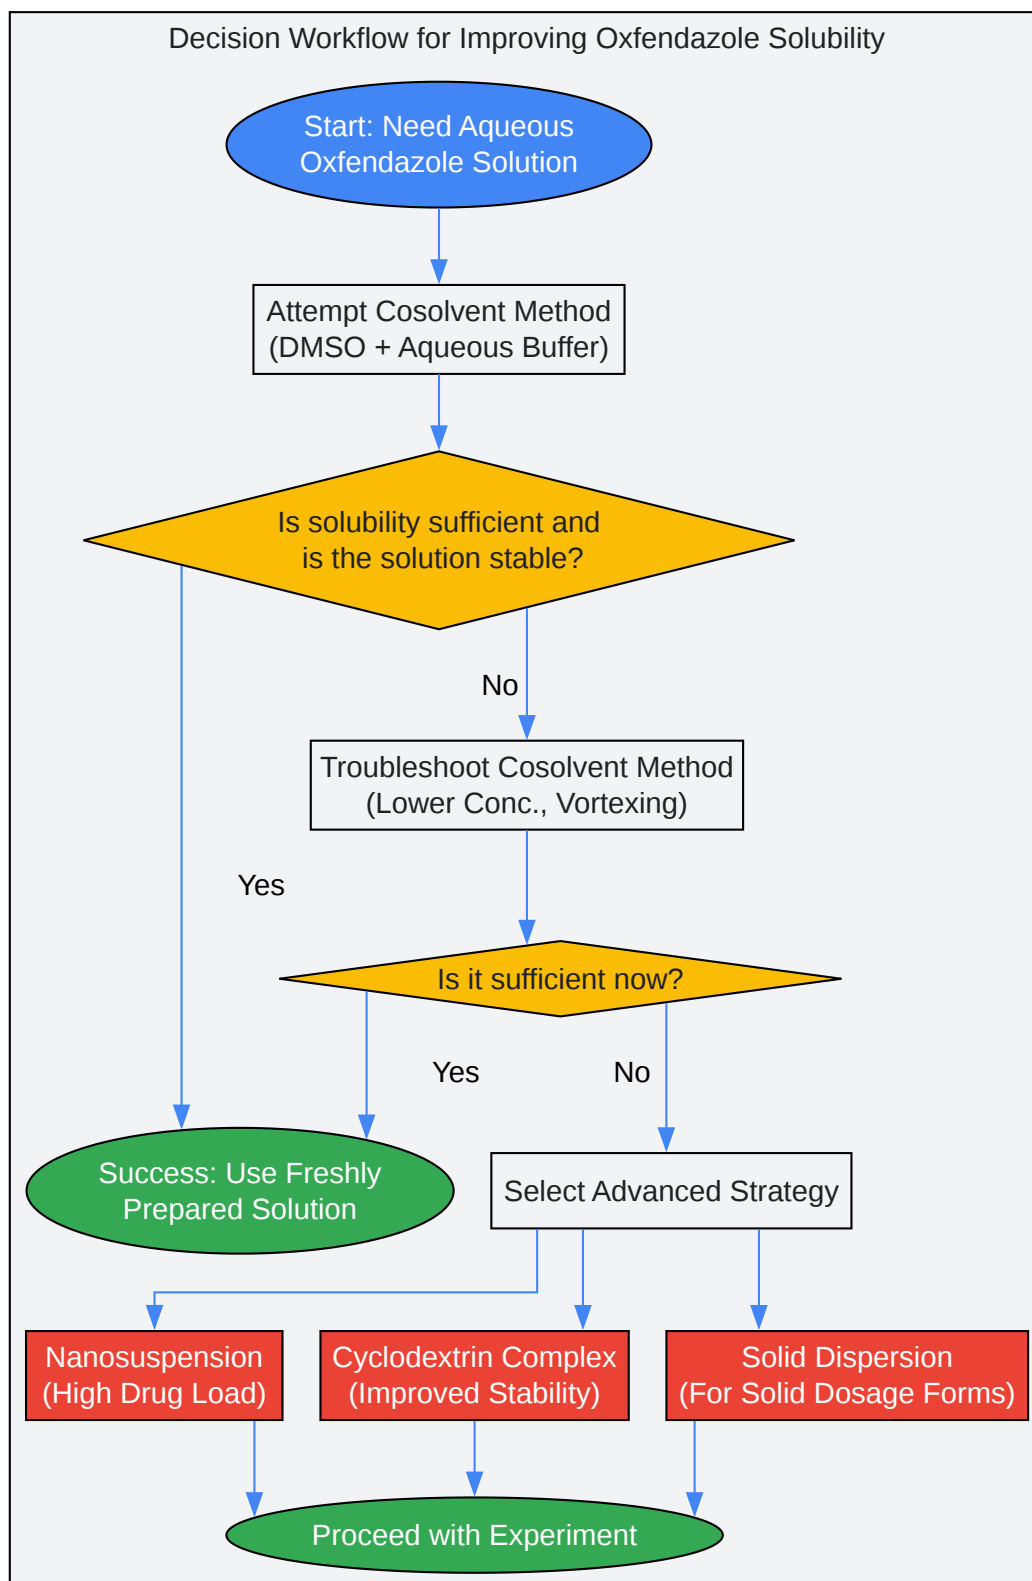 Decision Workflow for Improving Oxfendazole Solubility
Start: Need Aqueous
Oxfendazole Solution
Attempt Cosolvent Method
(DMSO + Aqueous Buffer)
Is solubility sufficient and
is the solution stable?
No
Troubleshoot Cosolvent Method
(Lower Conc., Vortexing)
Yes
Is it sufficient now?
Yes
No
Success: Use Freshly
Prepared Solution
Select Advanced Strategy
Nanosuspension
(High Drug Load)
Cyclodextrin Complex
(Improved Stability)
Solid Dispersion
(For Solid Dosage Forms)
Proceed with Experiment